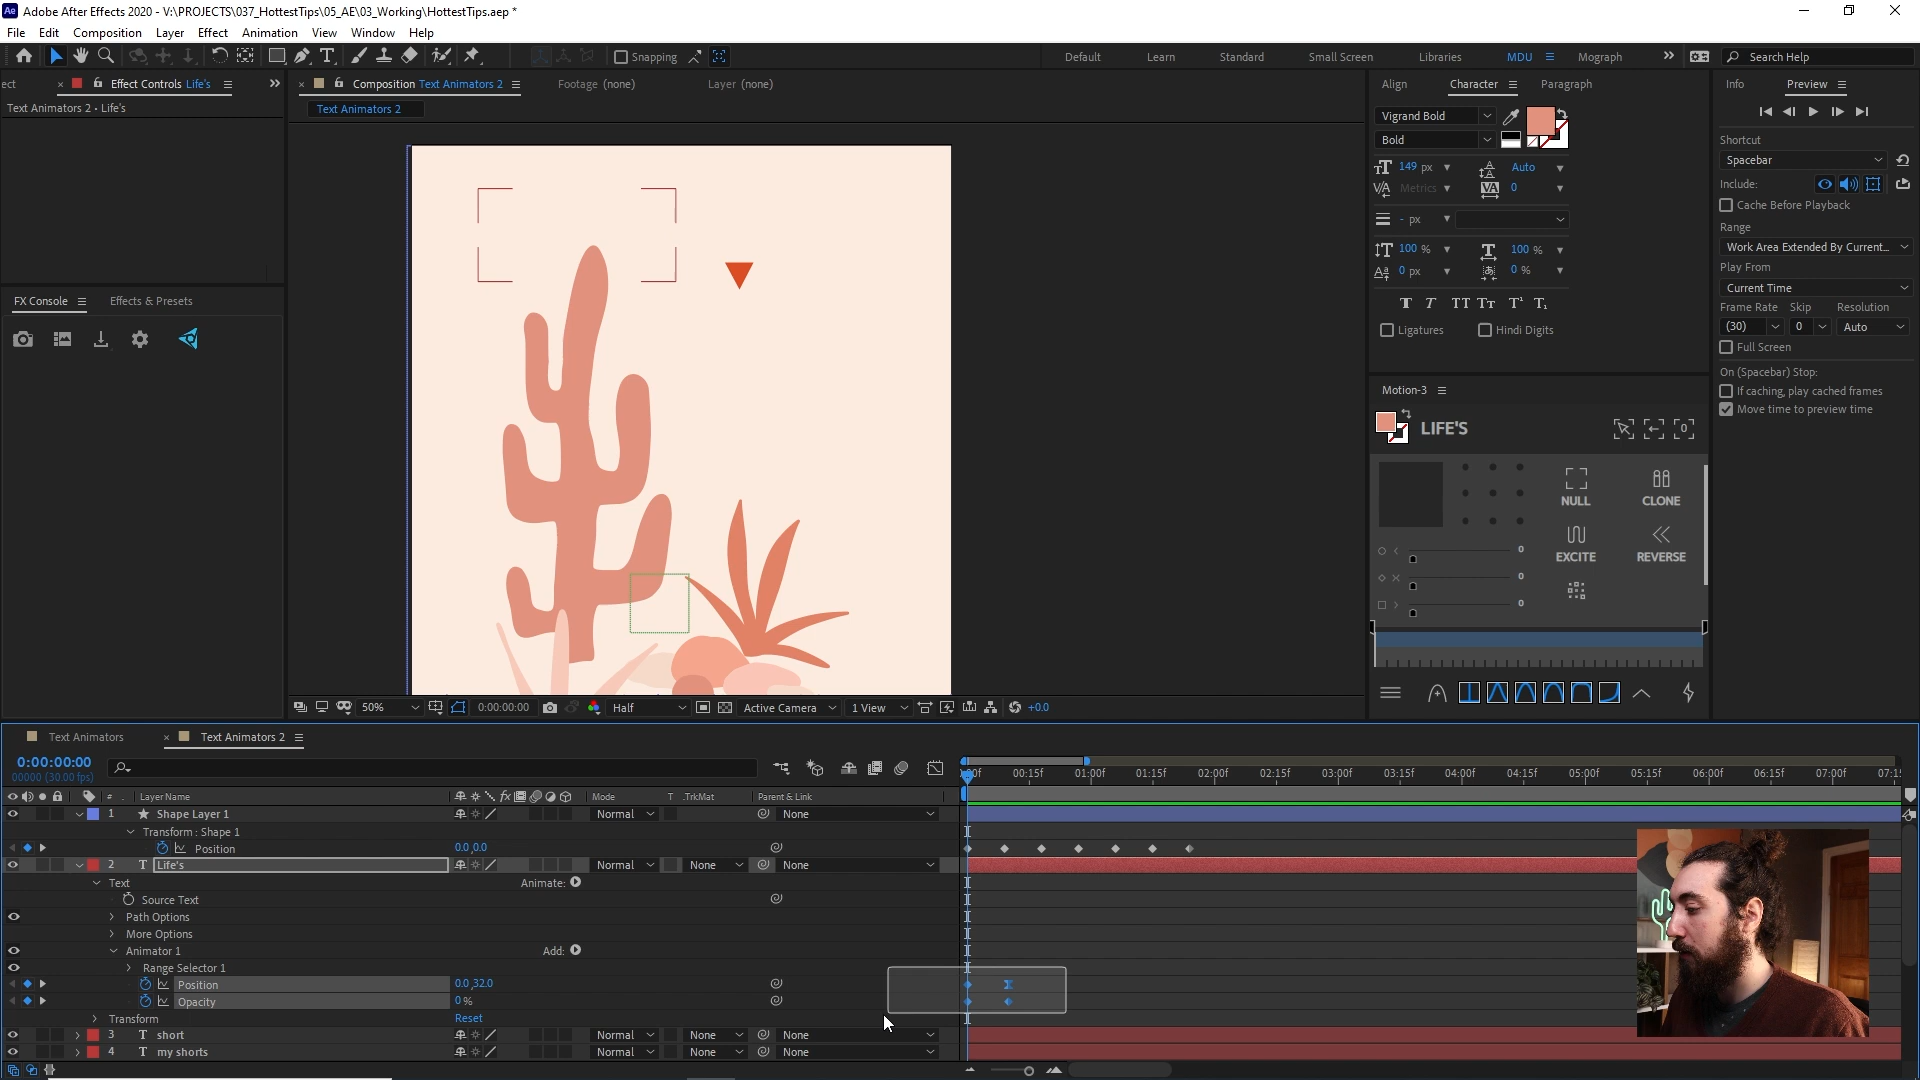 Adobe After Effects 2020 - V:\PROJECTS\037_HottestTips\05_AE\03_Working\HottestTips.aep *
File Edit Composition Layer Effect Animation View Window Help
Snapping
Default Learn Standard Small Screen Libraries MDU Mograph Search Help
ect Effect Controls Life's
Composition Text Animators 2 Footage (none) Layer (none)
Align Character Paragraph
Info Preview
Text Animators 2 • Life's
Text Animators 2
Vigrand Bold
Bold
149 px Auto
Metrics 0
- px
100 % 100 %
0 px 0 %
Ligatures Hindi Digits
Shortcut
Spacebar
Include:
Cache Before Playback
Range
Work Area Extended By Current...
Play From
Current Time
Frame Rate Skip Resolution
(30) 0 Auto
Full Screen
On (Spacebar) Stop:
If caching, play cached frames
Move time to preview time
FX Console Effects & Presets
Motion-3
LIFE'S
NULL CLONE
EXCITE REVERSE
0
0
0
50% 0:00:00:00 Half Active Camera 1 View +0.0
Text Animators Text Animators 2
0:00:00:00
00000 (30.00 fps)
:00f 00:15f 01:00f 01:15f 02:00f 02:15f 03:00f 03:15f 04:00f 04:15f 05:00f 05:15f 06:00f 06:15f 07:00f 07:1
# Layer Name Mode T .TrkMat Parent & Link
1 Shape Layer 1 Normal None
Transform : Shape 1
Position 0.0,0.0
2 T Life's Normal None None
Text Animate:
Source Text
Path Options
More Options
Animator 1 Add:
Range Selector 1
Position 0.0,32.0
Opacity 0 %
Transform Reset
3 T short Normal None None
4 T my shorts Normal None None